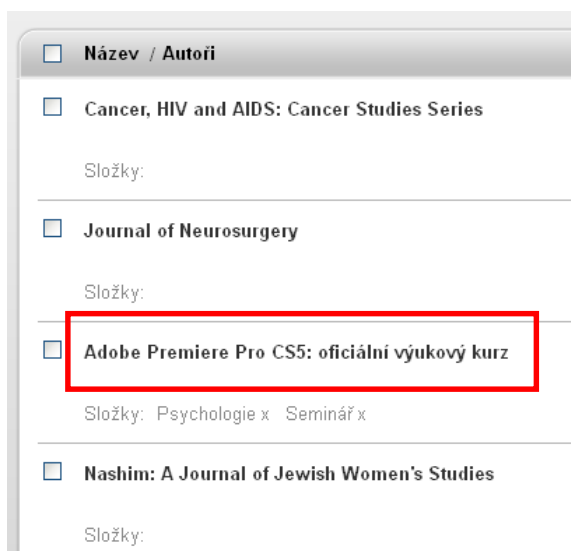 Název / Autoři
Cancer, HIV and AIDS: Cancer Studies Series
Složky:
Journal of Neurosurgery
Složky:
Adobe Premiere Pro CS5: oficiální výukový kurz
Složky: Psychologie x Seminář x
Nashim: A Journal of Jewish Women's Studies
Složky: